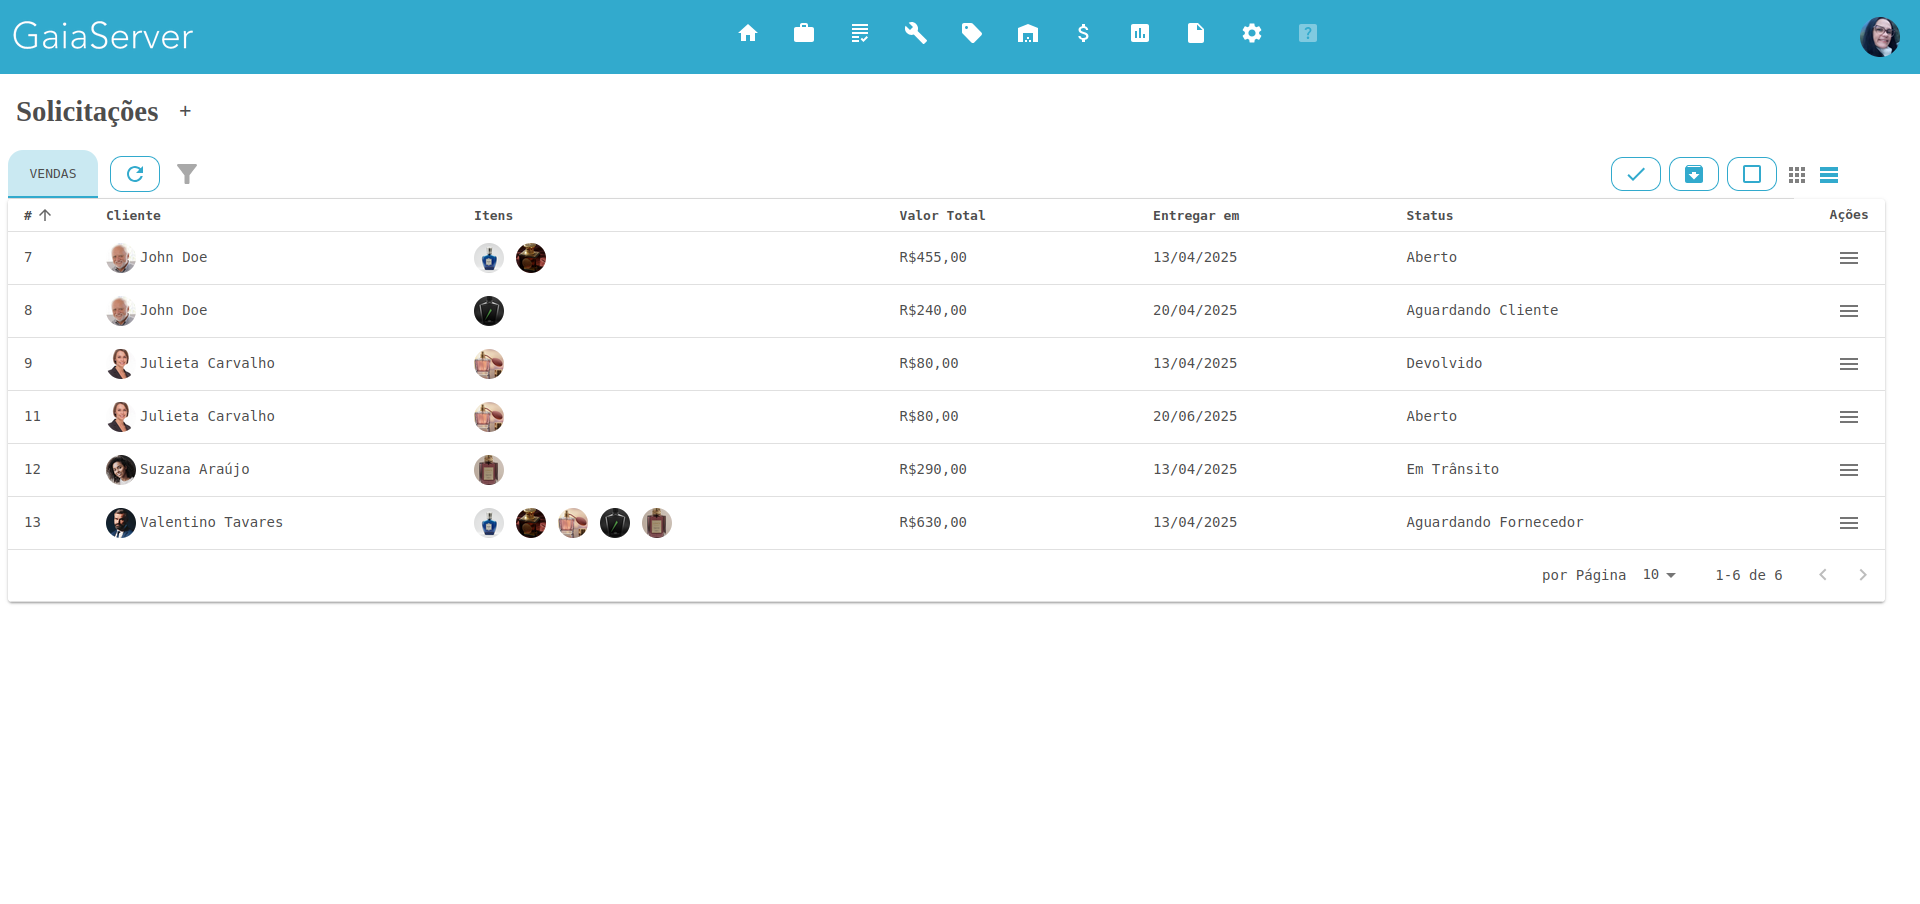 GaiaServer
?
Solicitações +
VENDAS
# Cliente Itens Valor Total Entregar em Status Ações
7 John Doe R$455,00 13/04/2025 Aberto
8 John Doe R$240,00 20/04/2025 Aguardando Cliente
9 Julieta Carvalho R$80,00 13/04/2025 Devolvido
11 Julieta Carvalho R$80,00 20/06/2025 Aberto
12 Suzana Araújo R$290,00 13/04/2025 Em Trânsito
13 Valentino Tavares R$630,00 13/04/2025 Aguardando Fornecedor
por Página 10 1-6 de 6